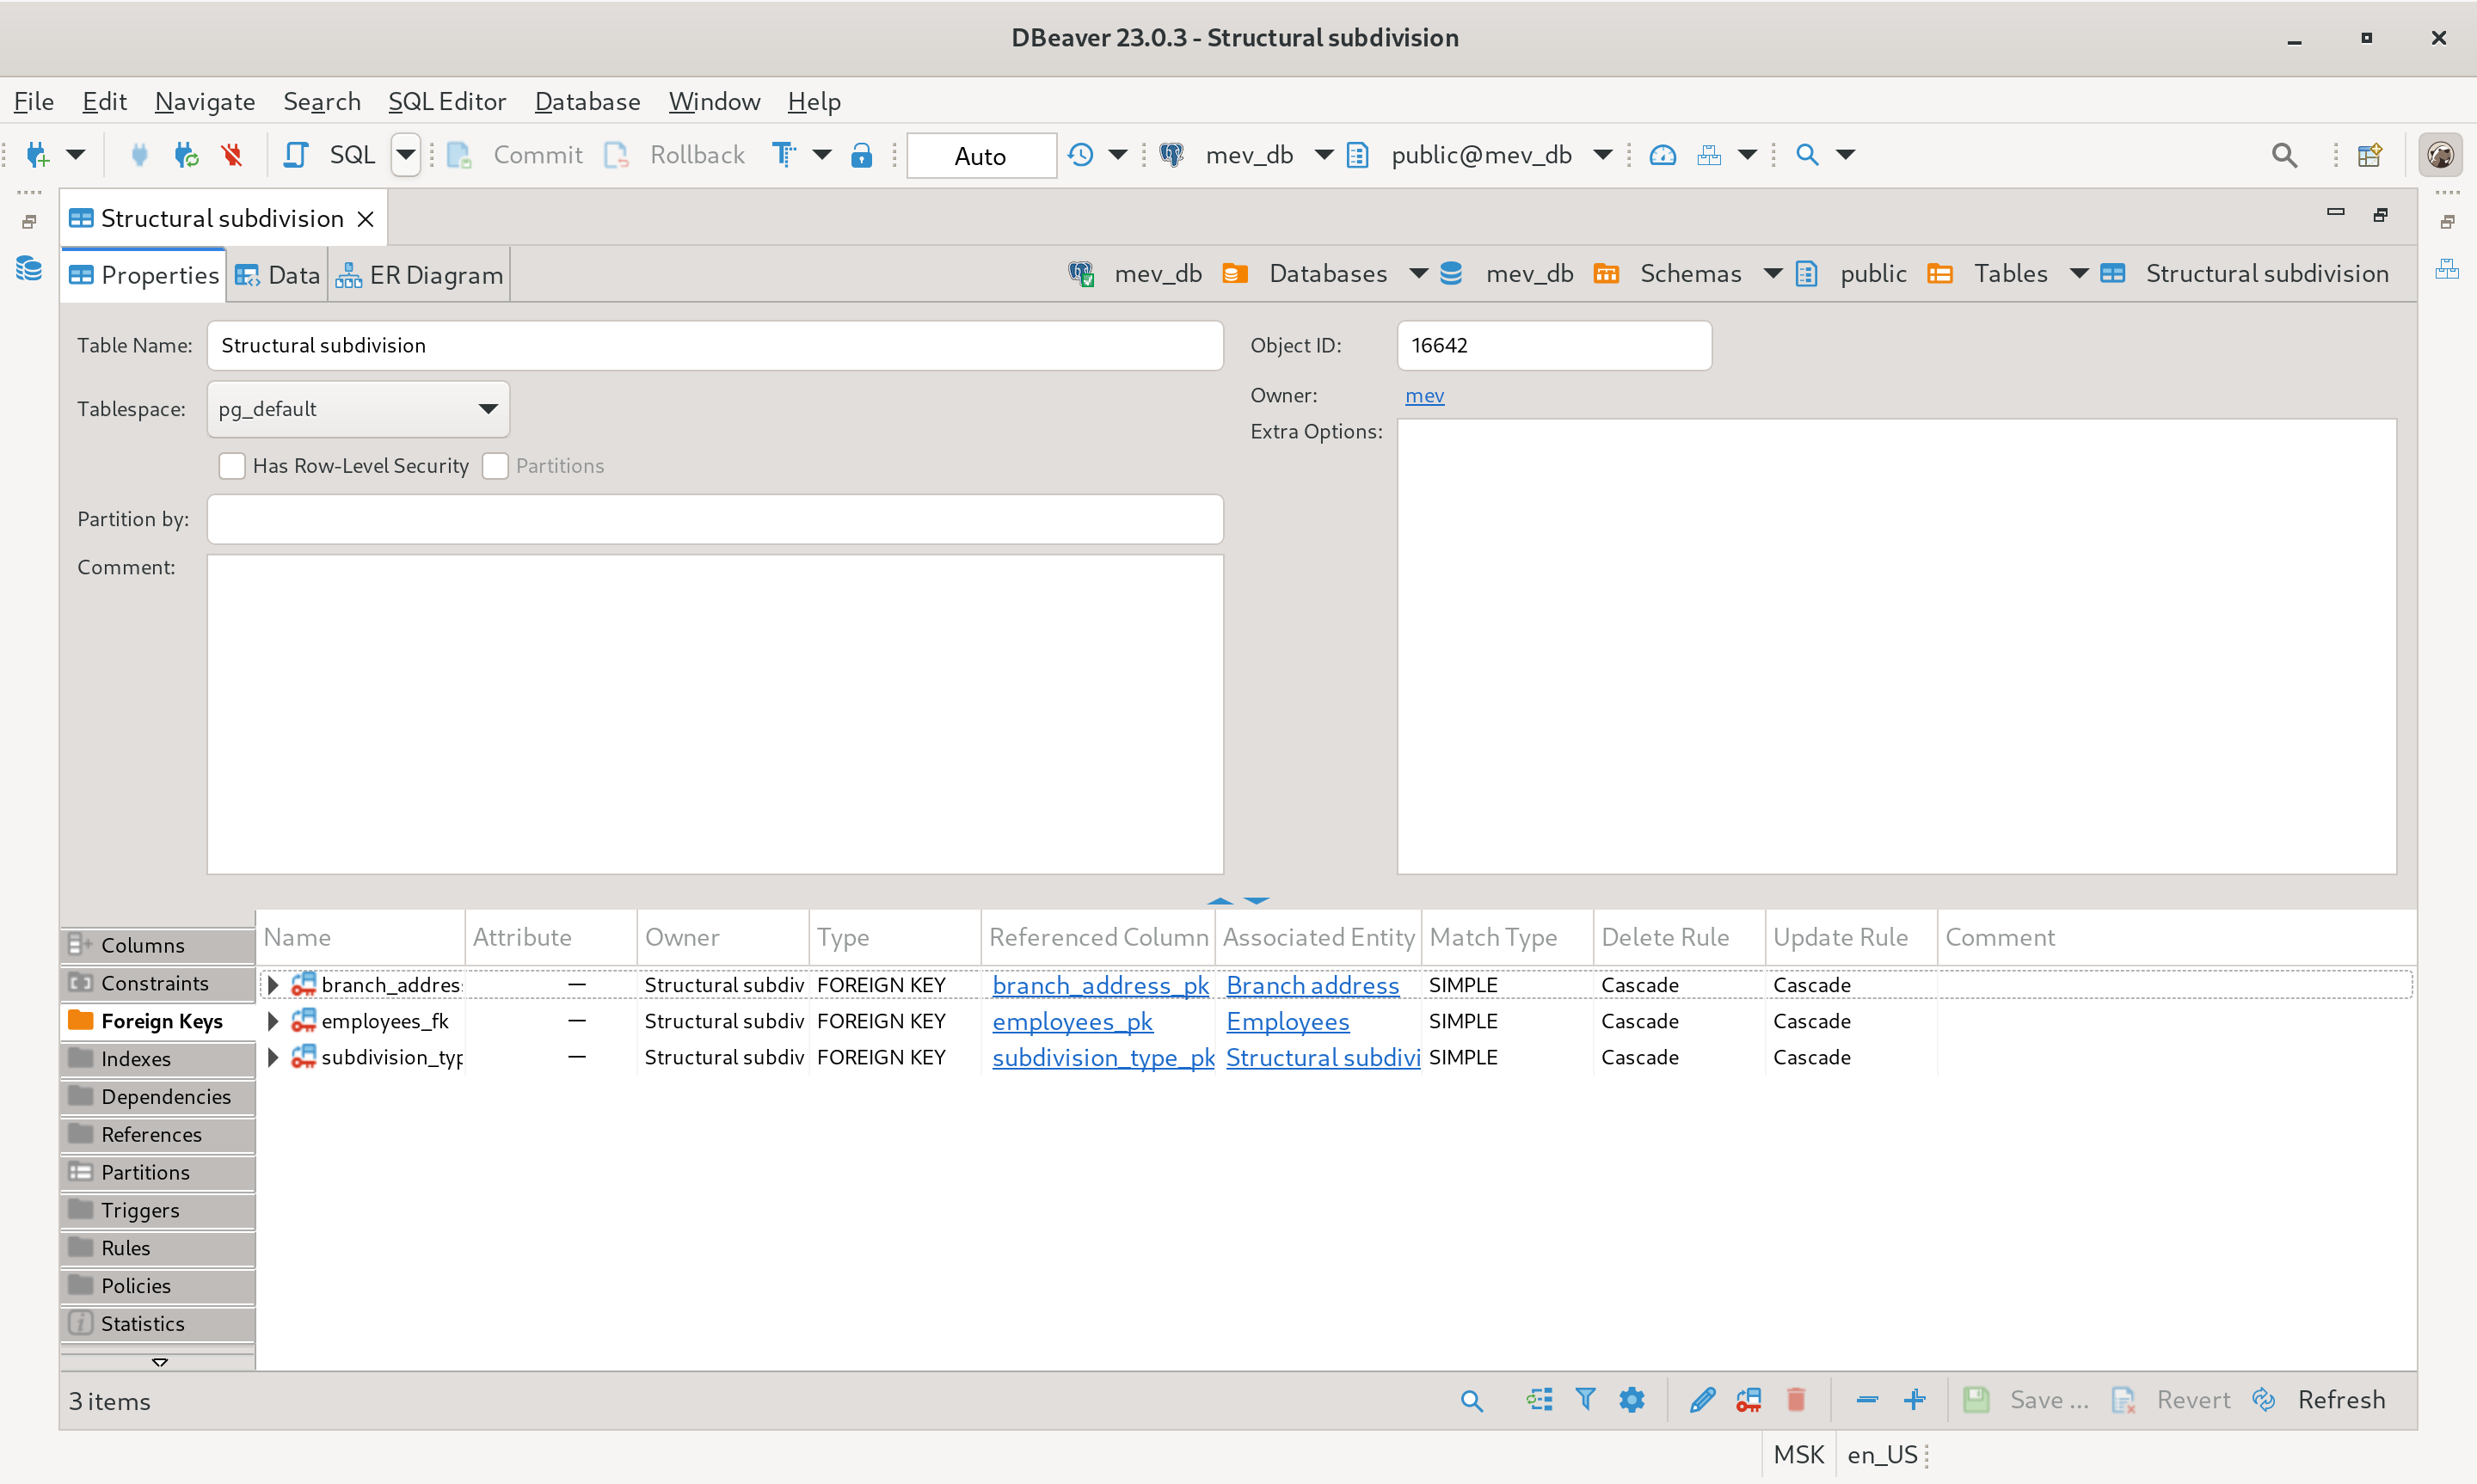 DBeaver 23.0.3 - Structural subdivision
File Edit Navigate Search SQL Editor Database Window Help
SQL Commit Rollback Auto mev_db public@mev_db
Structural subdivision
Properties Data ER Diagram mev_db Databases mev_db Schemas public Tables Structural subdivision
Table Name: Structural subdivision Object ID: 16642
Owner: mev
Tablespace: pg_default
Extra Options:
Has Row-Level Security Partitions
Partition by:
Comment:
Name Attribute Owner Type Referenced Column Associated Entity Match Type Delete Rule Update Rule Comment
branch_addres — Structural subdiv FOREIGN KEY branch_address_pk Branch address SIMPLE Cascade Cascade
employees_fk — Structural subdiv FOREIGN KEY employees_pk Employees SIMPLE Cascade Cascade
subdivision_typ — Structural subdiv FOREIGN KEY subdivision_type_pk Structural subdivi SIMPLE Cascade Cascade
Columns
Constraints
Foreign Keys
Indexes
Dependencies
References
Partitions
Triggers
Rules
Policies
Statistics
3 items Save ... Revert Refresh
MSK en_US